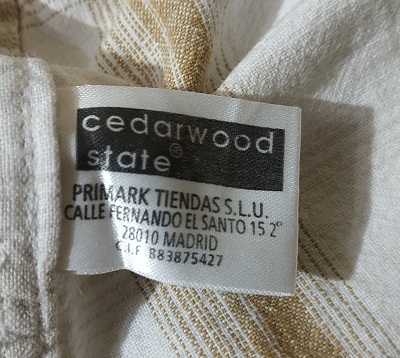 cedarwood
state®
PRIMARK TIENDAS S.L.U.
CALLE FERNANDO EL SANTO 15 2º
28010 MADRID
C.I.F B83875427